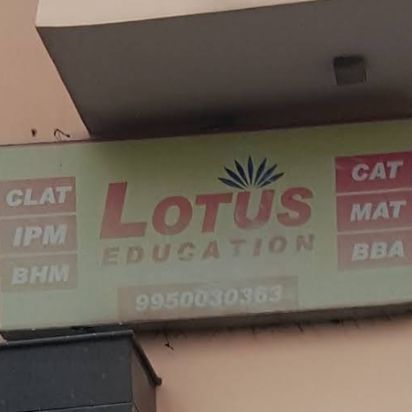 CLAT
IPM
BHM
LOTUS
EDUCATION
9950030363
CAT
MAT
BBA